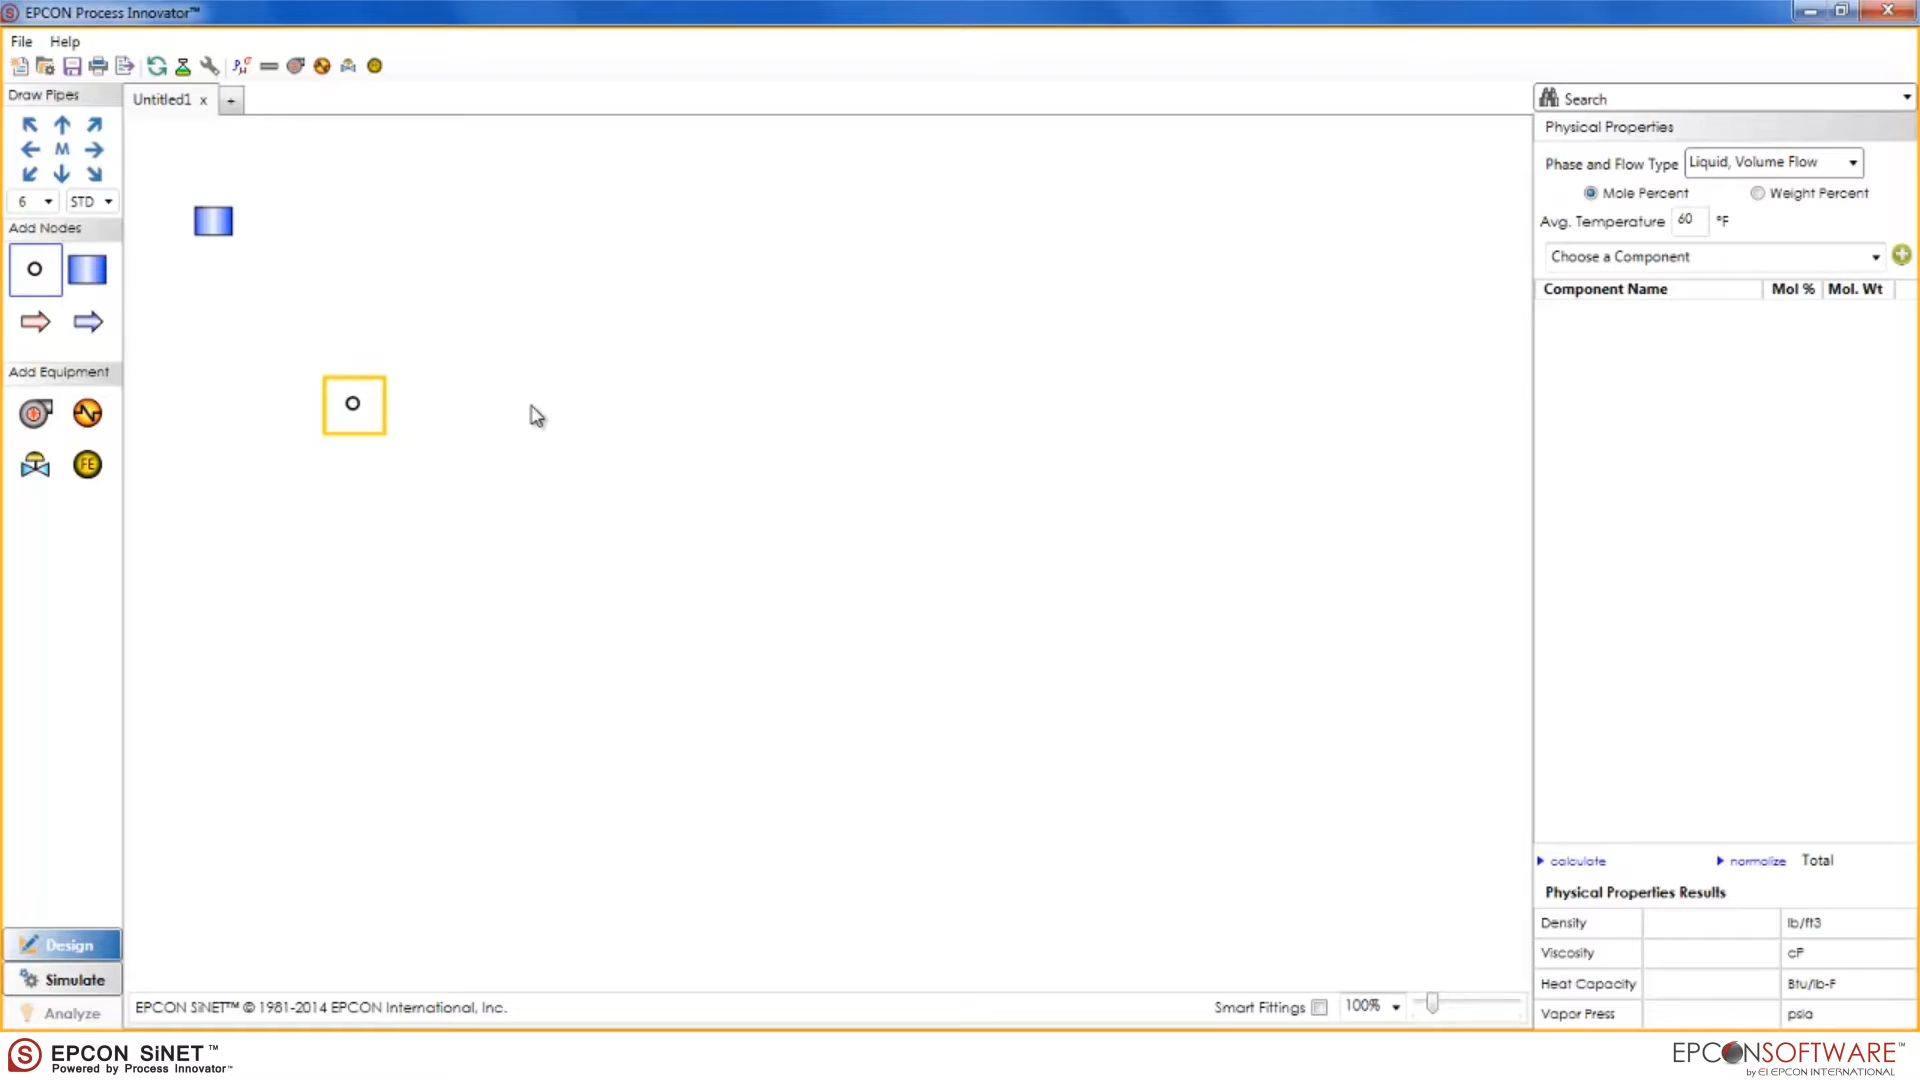 EPCON Process Innovator™
File Help
Draw Pipes
M
6 STD
Add Nodes
Add Equipment
FE
Design
Simulate
Analyze
Untitled1 x +
EPCON SiNET™ © 1981-2014 EPCON International, Inc.
Smart Fittings 100%
Search
Physical Properties
Phase and Flow Type Liquid, Volume Flow
Mole Percent Weight Percent
Avg. Temperature 60 °F
Choose a Component
Component Name Mol % Mol. Wt
calculate normalize Total
Physical Properties Results
Density lb/ft3
Viscosity cP
Heat Capacity Btu/lb-F
Vapor Press psia
EPCON SiNET™
Powered by Process Innovator™
EPCONSOFTWARE™
by EI EPCON INTERNATIONAL